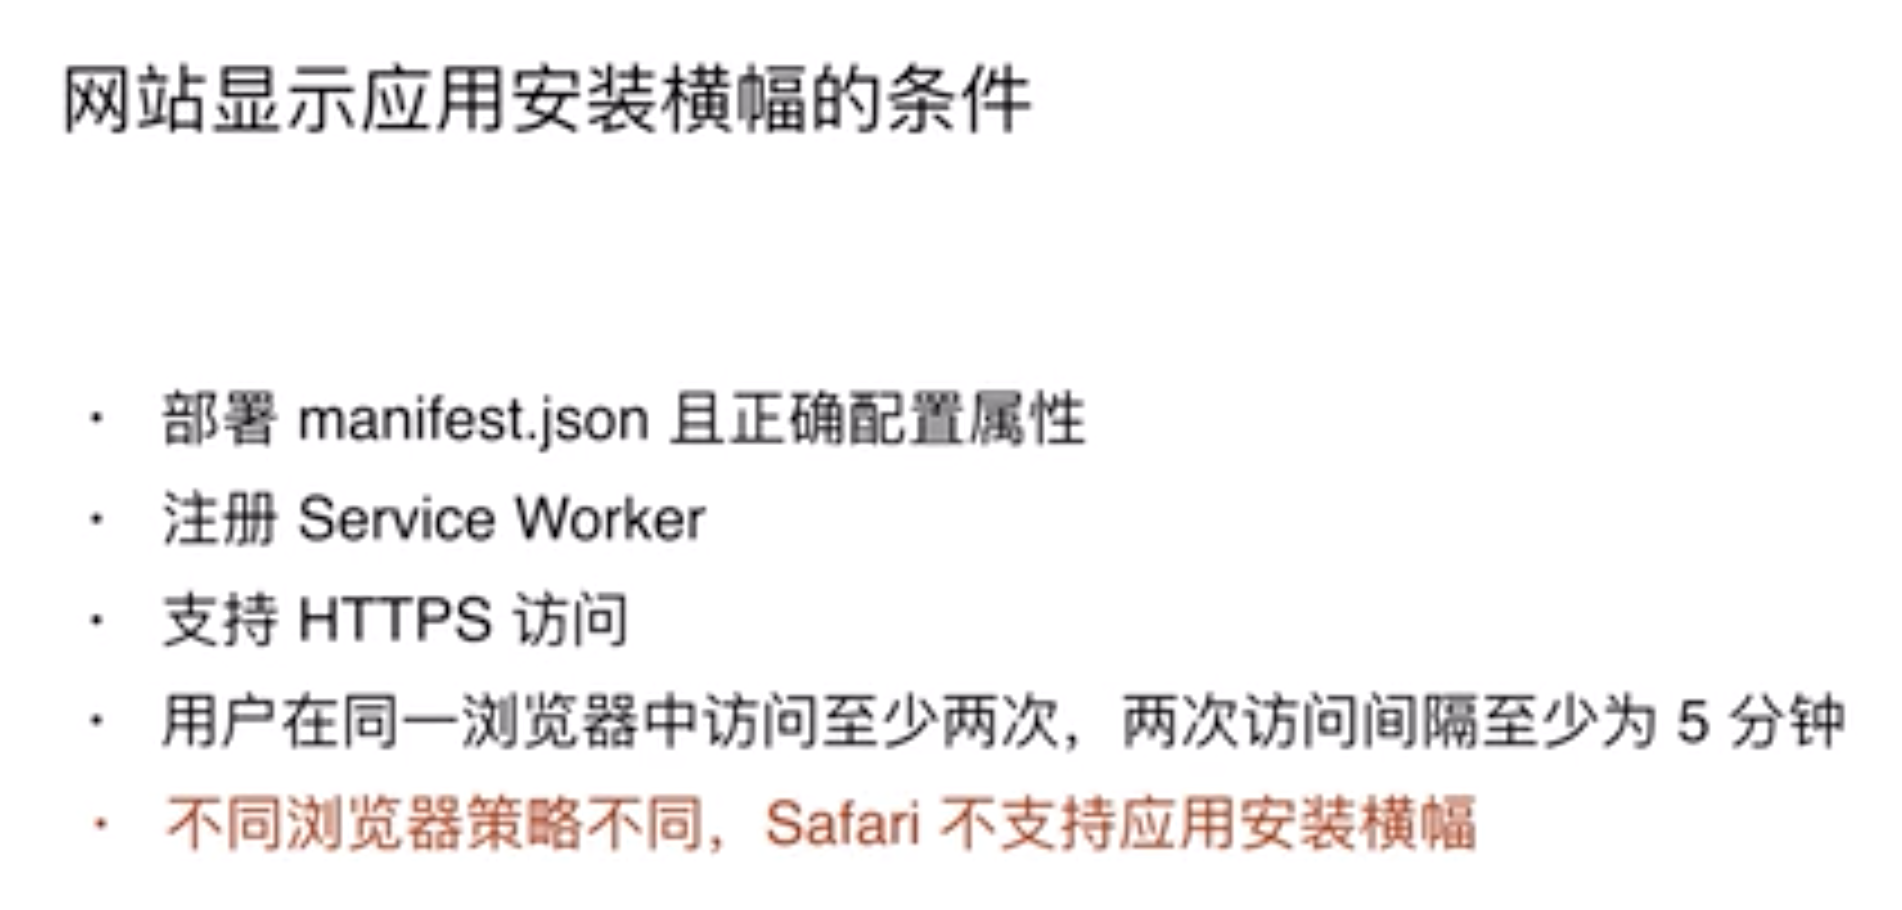 网站显示应用安装横幅的条件
· 部署 manifest.json 且正确配置属性
· 注册 Service Worker
· 支持 HTTPS 访问
· 用户在同一浏览器中访问至少两次，两次访问间隔至少为 5 分钟
· 不同浏览器策略不同，Safari 不支持应用安装横幅